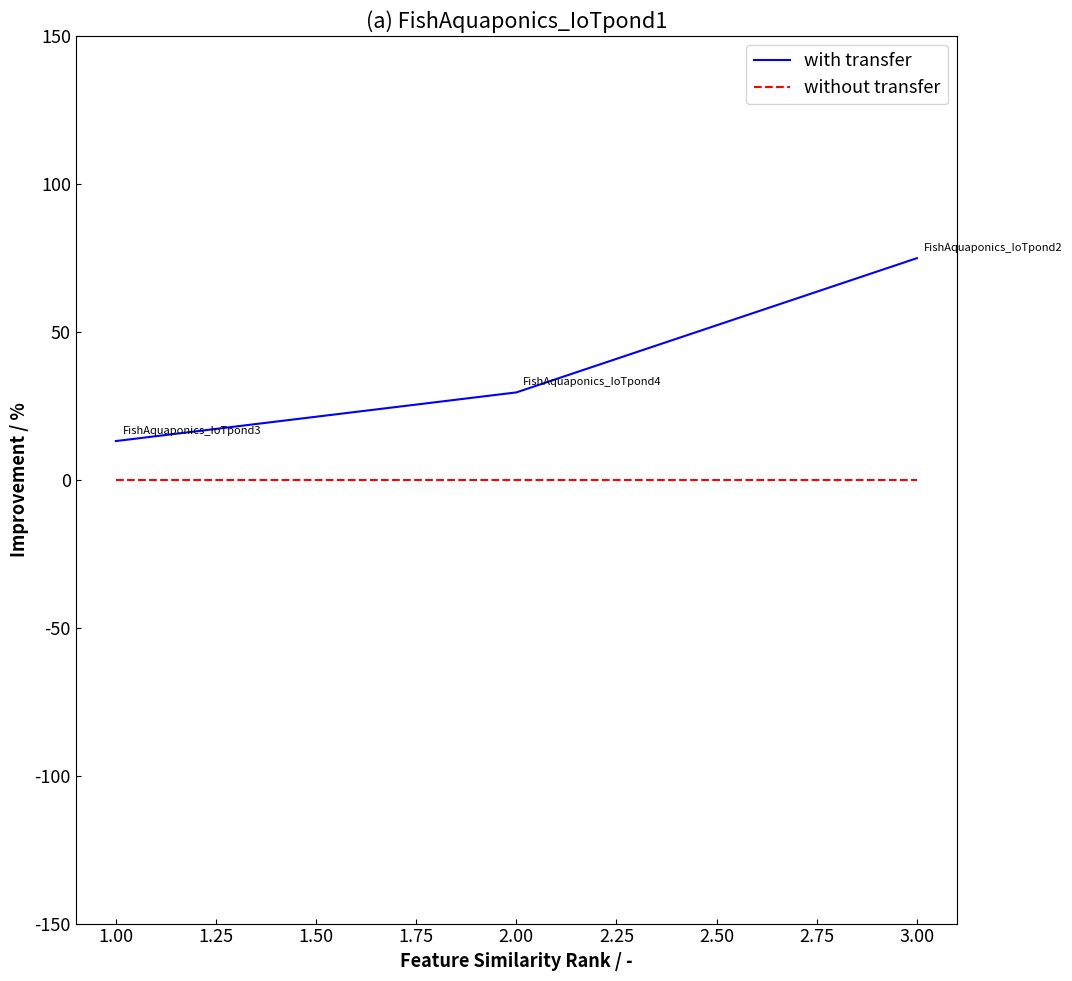 (a) FishAquaponics_IoTpond1
150
100
50
0
-50
-100
-150
Improvement / %
with transfer
without transfer
FishAquaponics_IoTpond2
FishAquaponics_IoTpond4
FishAquaponics_IoTpond3
1.00 1.25 1.50 1.75 2.00 2.25 2.50 2.75 3.00
Feature Similarity Rank / -